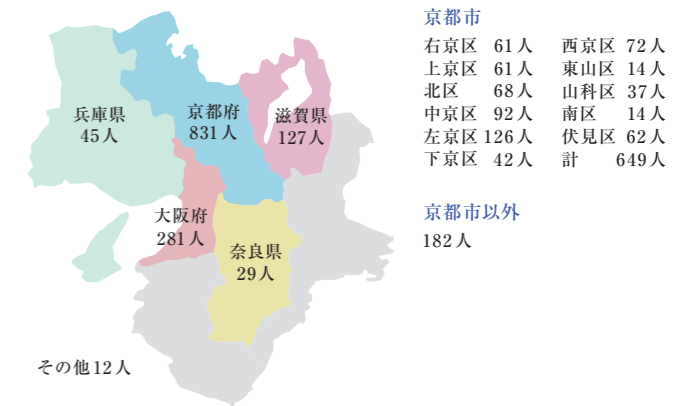 兵庫県
45人
京都府
831人
滋賀県
127人
大阪府
281人
奈良県
29人
その他12人
京都市
右京区 61人 西京区 72人
上京区 61人 東山区 14人
北区 68人 山科区 37人
中京区 92人 南区 14人
左京区 126人 伏見区 62人
下京区 42人 計 649人
京都市以外
182人